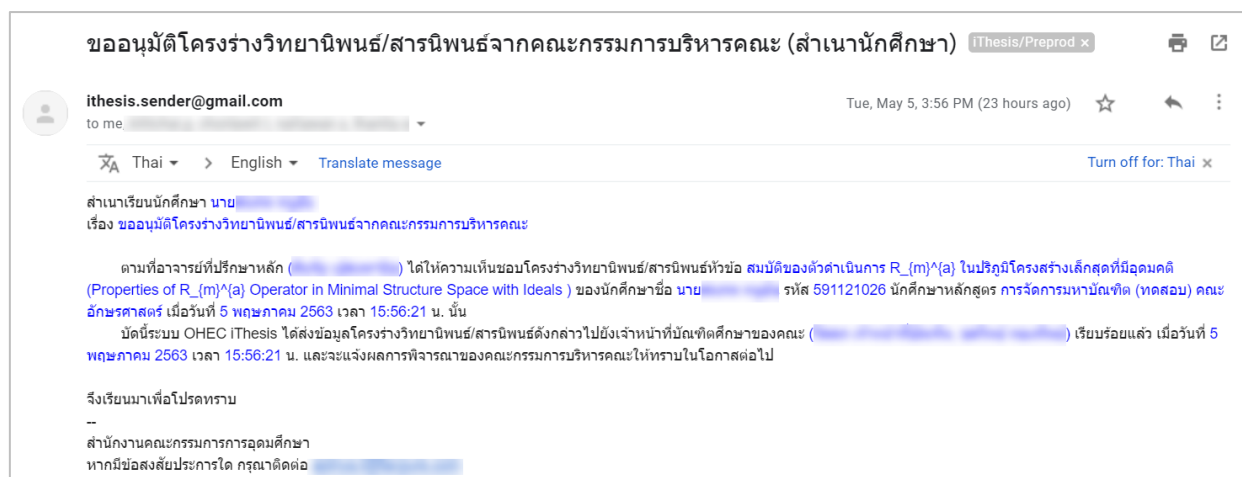 ขออนุมัติโครงร่างวิทยานิพนธ์/สารนิพนธ์จากคณะกรรมการบริหารคณะ (สำเนานักศึกษา) iThesis/Preprod ×
ithesis.sender@gmail.com Tue, May 5, 3:56 PM (23 hours ago)
to me
Thai > English Translate message Turn off for: Thai ×
สำเนาเรียนนักศึกษา นาย
เรื่อง ขออนุมัติโครงร่างวิทยานิพนธ์/สารนิพนธ์จากคณะกรรมการบริหารคณะ
ตามที่อาจารย์ที่ปรึกษาหลัก () ได้ให้ความเห็นชอบโครงร่างวิทยานิพนธ์/สารนิพนธ์หัวข้อ สมบัติของตัวดำเนินการ R_{m}^{a} ในปริภูมิโครงสร้างเล็กสุดที่มีอุดมคติ
(Properties of R_{m}^{a} Operator in Minimal Structure Space with Ideals ) ของนักศึกษาชื่อ นาย รหัส 591121026 นักศึกษาหลักสูตร การจัดการมหาบัณฑิต (ทดสอบ) คณะ
อักษรศาสตร์ เมื่อวันที่ 5 พฤษภาคม 2563 เวลา 15:56:21 น. นั้น
บัดนี้ระบบ OHEC iThesis ได้ส่งข้อมูลโครงร่างวิทยานิพนธ์/สารนิพนธ์ดังกล่าวไปยังเจ้าหน้าที่บัณฑิตศึกษาของคณะ () เรียบร้อยแล้ว เมื่อวันที่ 5
พฤษภาคม 2563 เวลา 15:56:21 น. และจะแจ้งผลการพิจารณาของคณะกรรมการบริหารคณะให้ทราบในโอกาสต่อไป
จึงเรียนมาเพื่อโปรดทราบ
--
สำนักงานคณะกรรมการการอุดมศึกษา
หากมีข้อสงสัยประการใด กรุณาติดต่อ